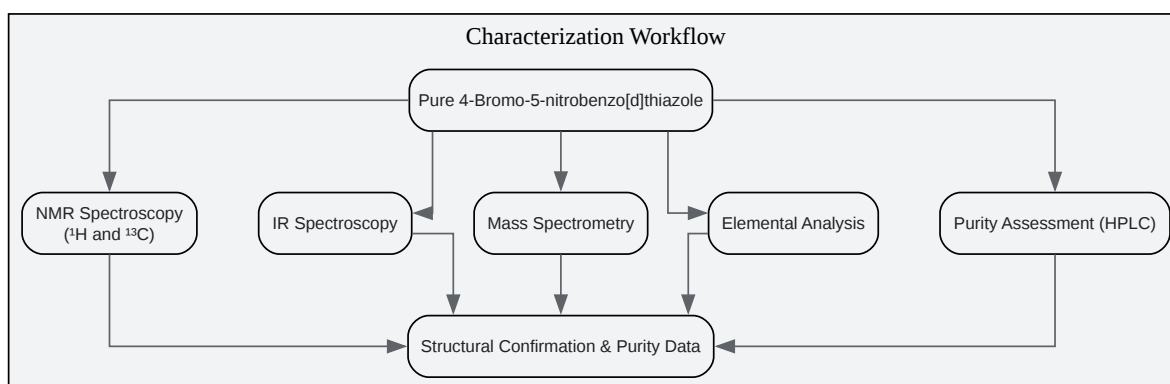 Characterization Workflow
Pure 4-Bromo-5-nitrobenzo[d]thiazole
NMR Spectroscopy
(¹H and ¹³C)
IR Spectroscopy
Mass Spectrometry
Elemental Analysis
Purity Assessment (HPLC)
Structural Confirmation & Purity Data